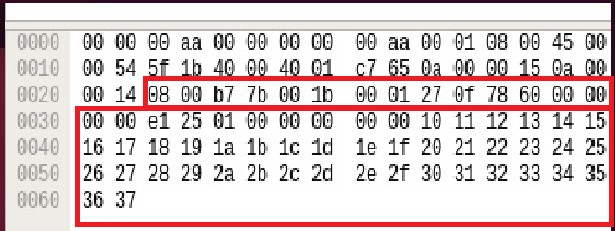 0000 00 00 00 aa 00 00 00 00 00 aa 00 01 08 00 45 00
0010 00 54 5f 1b 40 00 40 01 c7 65 0a 00 00 15 0a 00
0020 00 14 08 00 b7 7b 00 1b 00 01 27 0f 78 60 00 00
0030 00 00 e1 25 01 00 00 00 00 00 10 11 12 13 14 15
0040 16 17 18 19 1a 1b 1c 1d 1e 1f 20 21 22 23 24 25
0050 26 27 28 29 2a 2b 2c 2d 2e 2f 30 31 32 33 34 35
0060 36 37